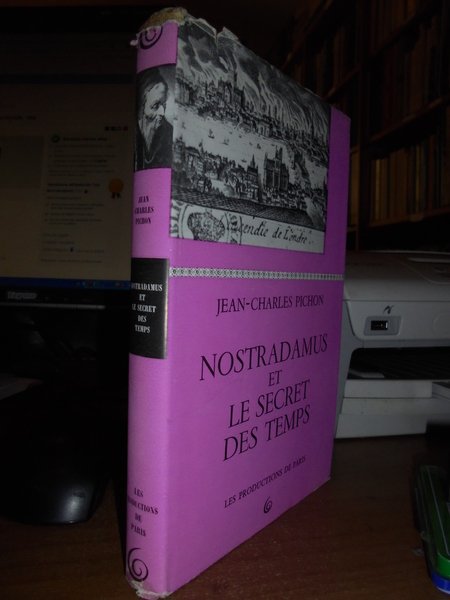 JEAN
CHARLES
PICHON
NOSTRADAMUS
ET
LE SECRET
DES
TEMPS
LES
PRODUCTIONS
DE
PARIS
endie de Londre
JEAN-CHARLES PICHON
NOSTRADAMUS
ET
LE SECRET
DES TEMPS
LES PRODUCTIONS DE PARIS